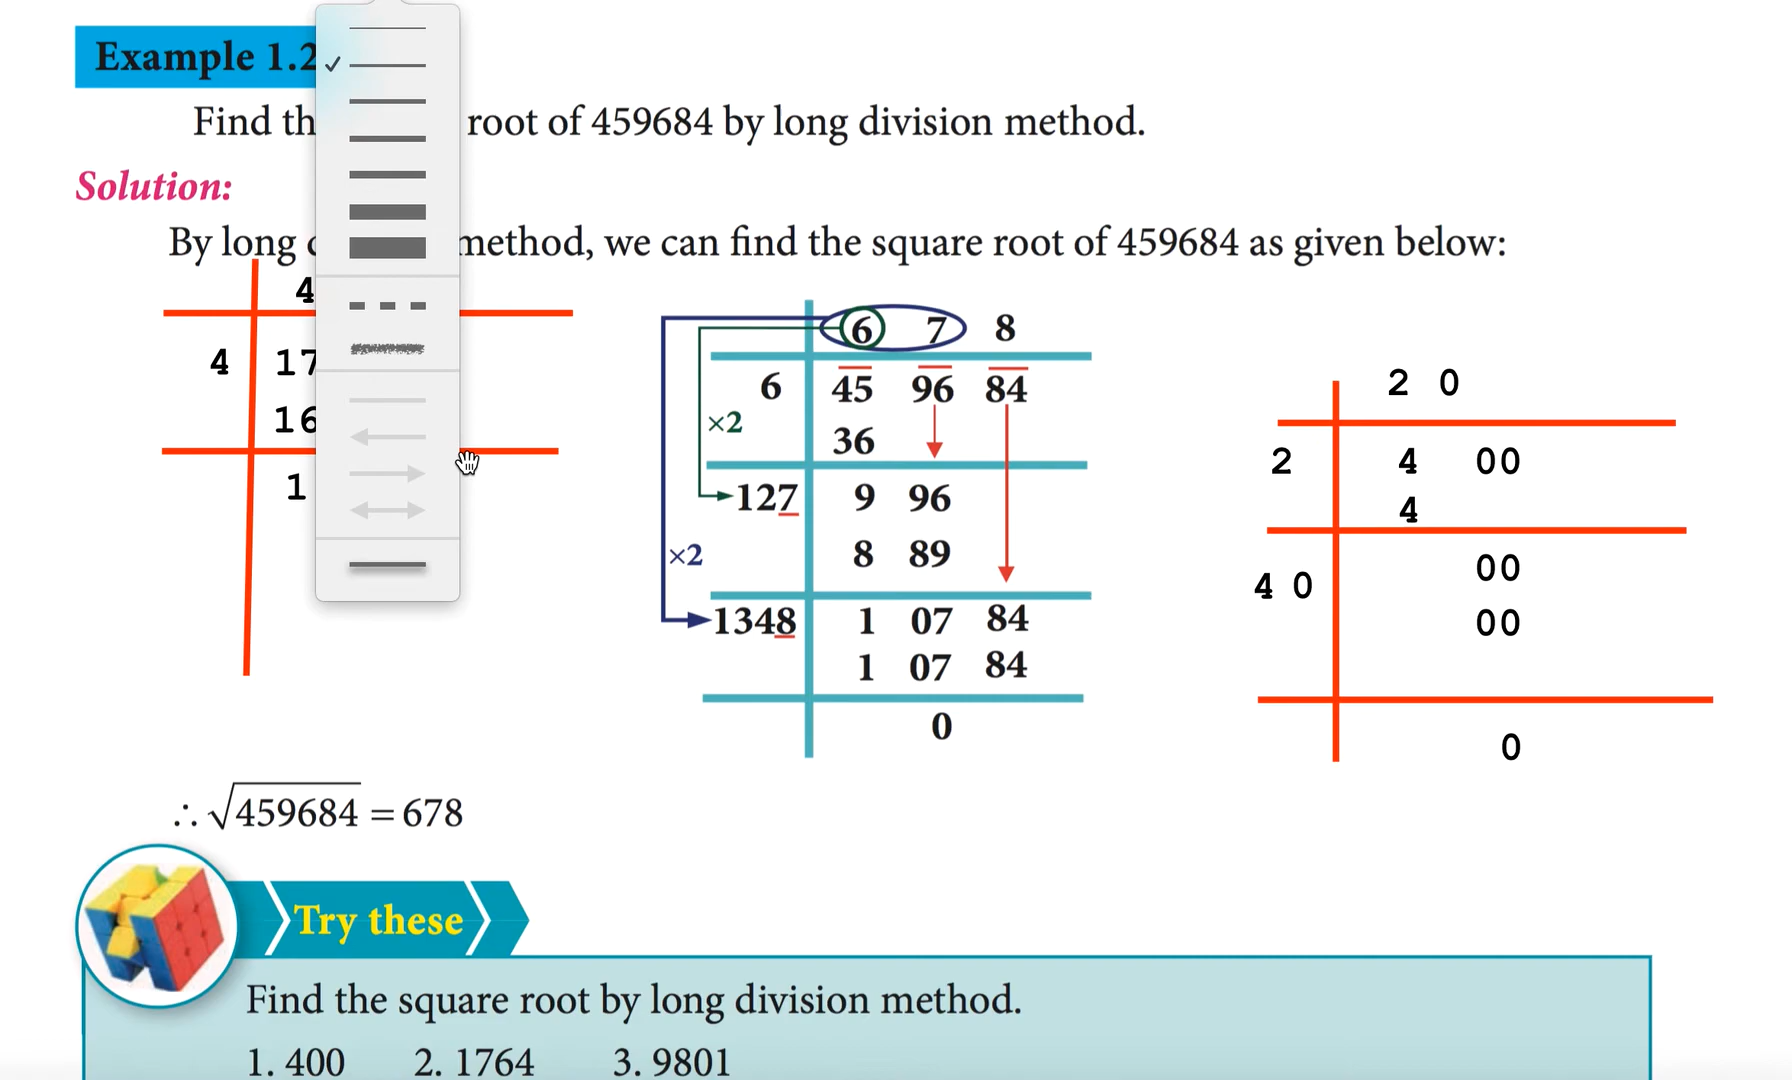 Example 1.2
Find th root of 459684 by long division method.
Solution:
By long method, we can find the square root of 459684 as given below:
4
4 17
16
1
6 7 8
6 45 96 84
×2 36
127 9 96
×2 8 89
1348 1 07 84
1 07 84
0
2 0
2 4 00
4
4 0 00
00
0
∴ √459684 = 678
Try these
Find the square root by long division method.
1. 400 2. 1764 3. 9801